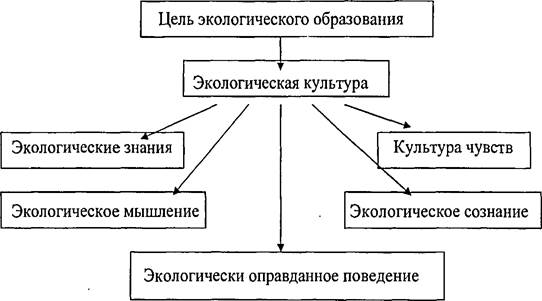 Цель экологического образования
Экологическая культура
Экологические знания
Культура чувств
Экологическое мышление
Экологическое сознание
Экологически оправданное поведение